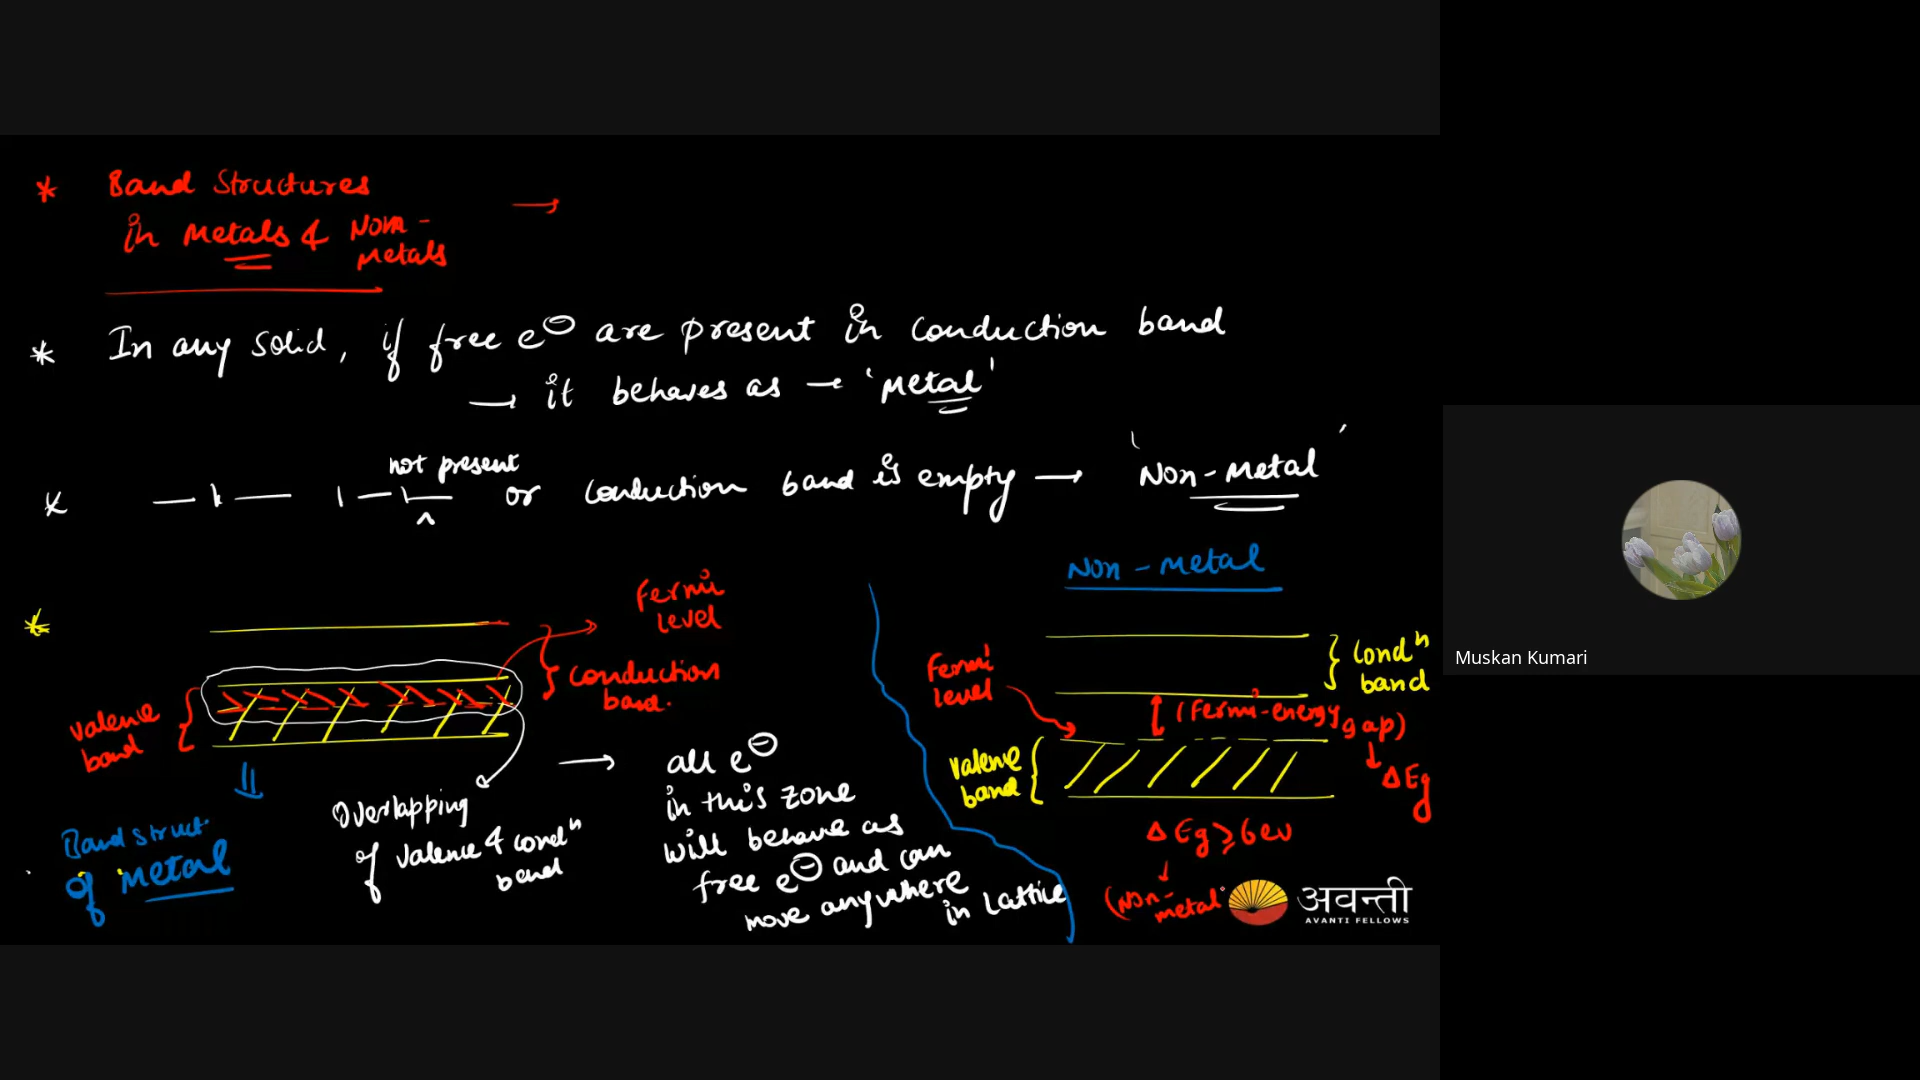 * Band Structures
in Metals & Non-
Metals →
* In any solid, if free e⊖ are present in conduction band
→ it behaves as → 'Metal'
* — 〃 — 〃 — not present or conduction band is empty → 'Non-Metal'
*
Fermi
level
Conduction
band.
Valence
band
Band struct.
of Metal
Overlapping
of valence & condⁿ
band
→ all e⊖
in this zone
will behave as
free e⊖ and can
move anywhere
in Lattice
Non-Metal
Condⁿ
band
Fermi
level
(Fermi-energy
gap)
ΔEg
Valence
band
ΔEg ≥ 6 ev
(Non-
metal
अवन्ती
AVANTI FELLOWS
Muskan Kumari